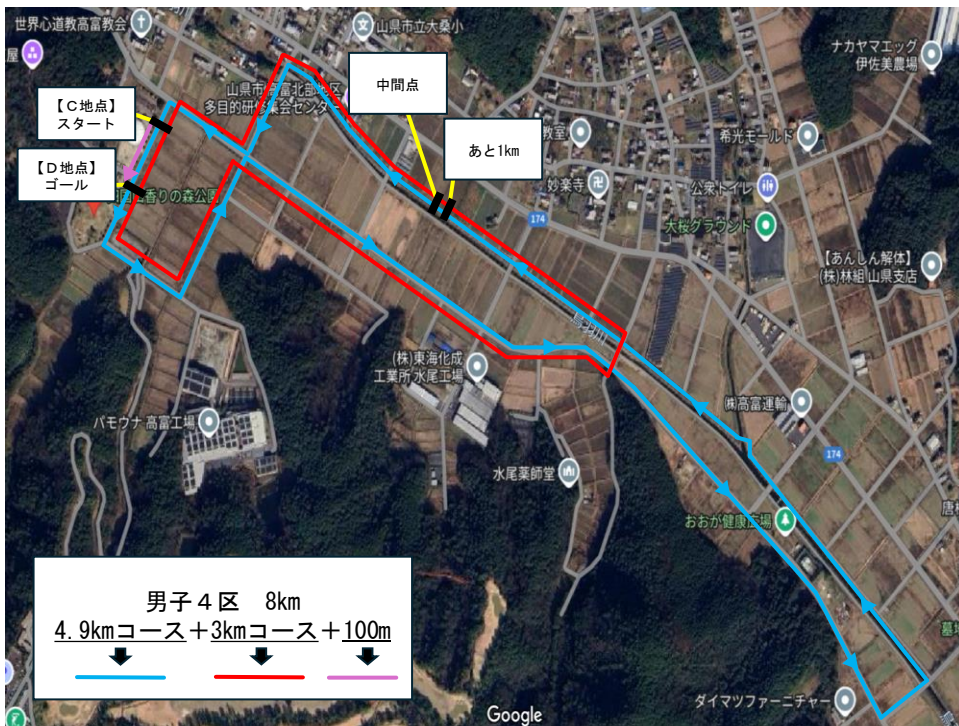 世界心道教高富教会
屋
山県市立大桑小
ナカヤマエッグ
伊佐美農場
中間点
【C地点】
スタート
山県市
高富北部地区
多目的研修集会センター
あと1km
教室
希光モールド
【D地点】
ゴール
香りの森公園
妙楽寺
公衆トイレ
174
大桜グラウンド
【あんしん解体】
(株)林組 山県支店
(株)東海化成
工業所 水尾工場
㈱高富運輸
パモウナ 高富工場
174
水尾薬師堂
唐
おおが健康広場
男子4区 8km
4.9kmコース+3kmコース+100m
墓地
ダイマツファーニチャー
Google